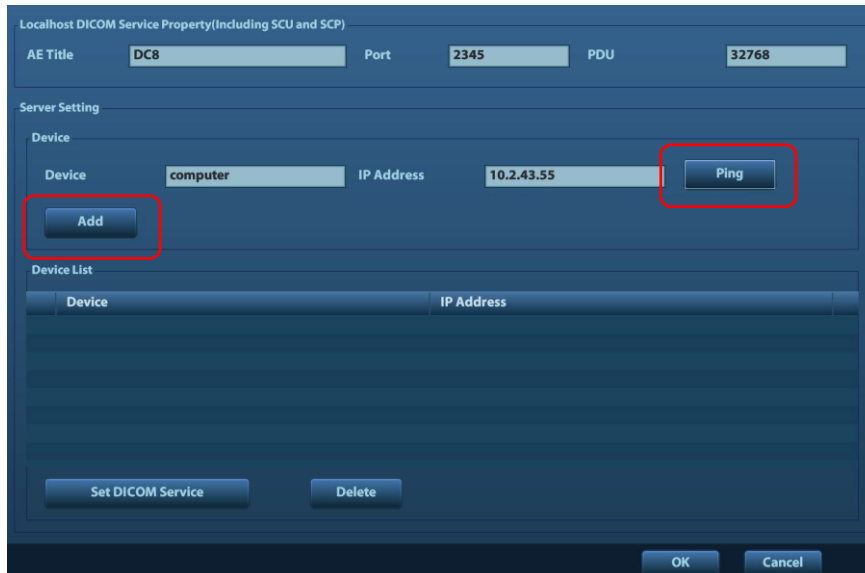 Localhost DICOM Service Property(Including SCU and SCP)
AE Title DC8 Port 2345 PDU 32768
Server Setting
Device
Device computer IP Address 10.2.43.55 Ping
Add
Device List
Device IP Address
Set DICOM Service Delete
OK Cancel